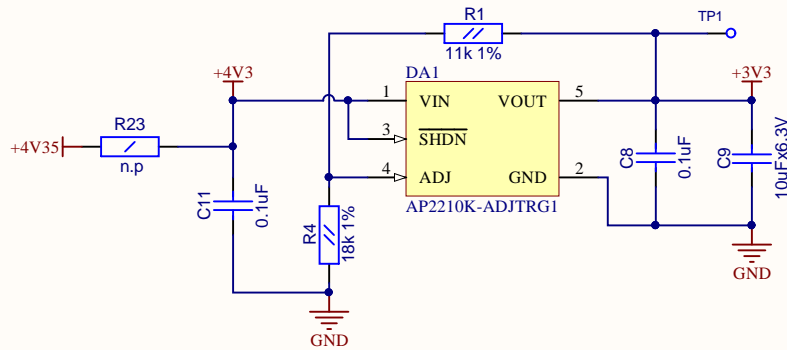 R1
11k 1%
TP1
+4V3
DA1
+3V3
1
VIN
VOUT
5
R23
+4V35
n.p
3
SHDN
4
ADJ
GND
2
AP2210K-ADJTRG1
C11
0.1uF
R4
18k 1%
C8
0.1uF
C9
10uFx6.3V
GND
GND